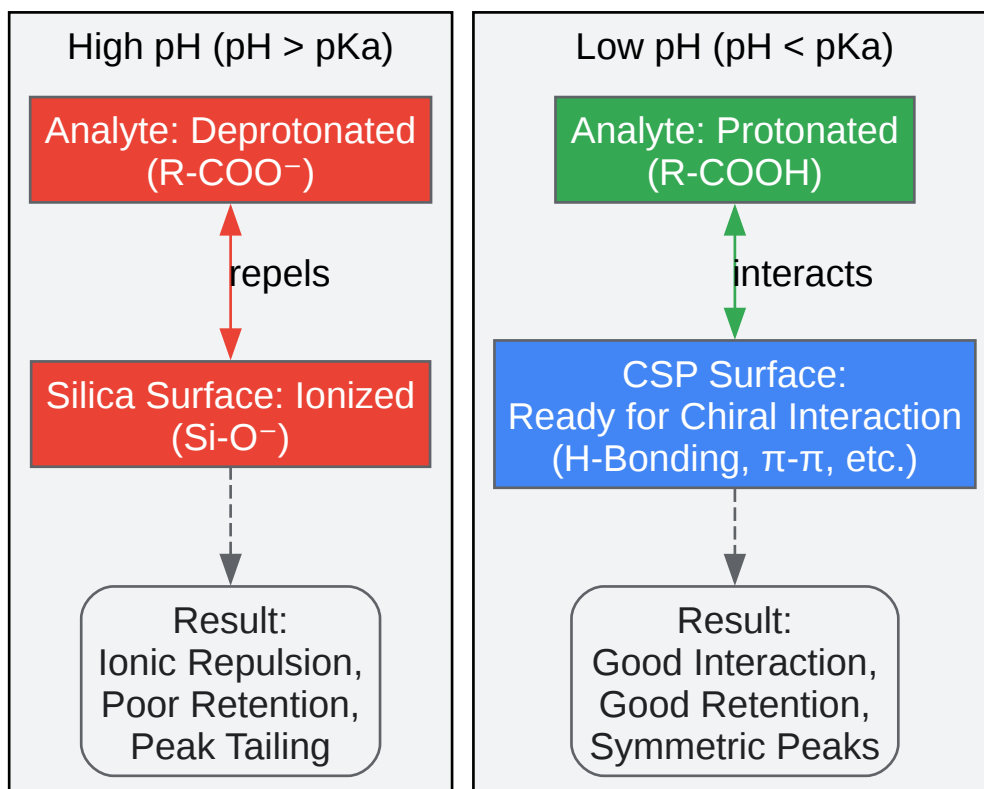 High pH (pH > pKa)
Analyte: Deprotonated
(R-COO⁻)
repels
Silica Surface: Ionized
(Si-O⁻)
Result:
Ionic Repulsion,
Poor Retention,
Peak Tailing
Low pH (pH < pKa)
Analyte: Protonated
(R-COOH)
interacts
CSP Surface:
Ready for Chiral Interaction
(H-Bonding, π-π, etc.)
Result:
Good Interaction,
Good Retention,
Symmetric Peaks